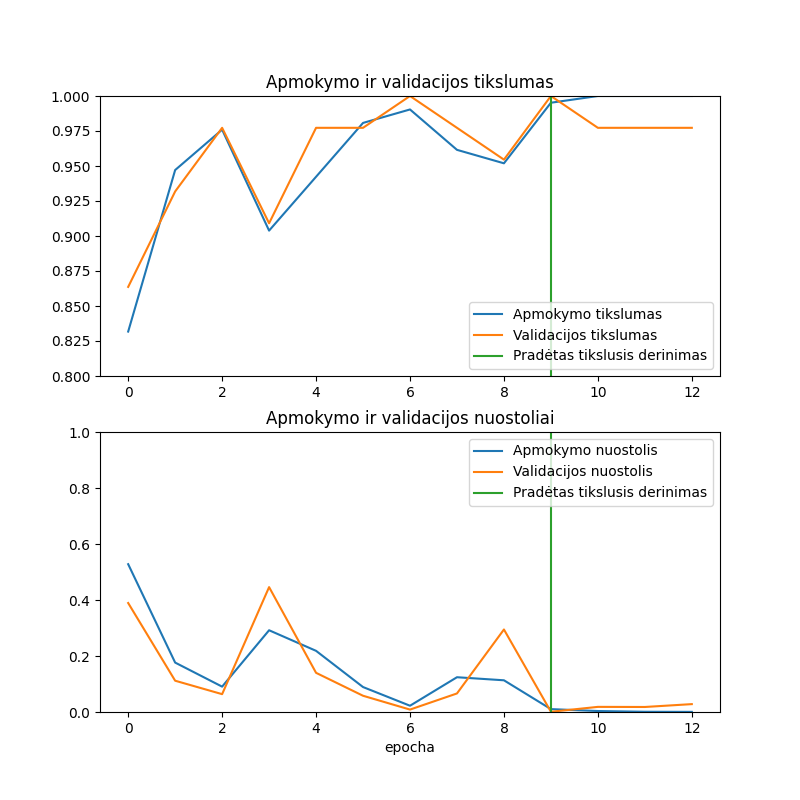 Apmokymo ir validacijos tikslumas
1.000
0.975
0.950
0.925
0.900
0.875
0.850
0.825
0.800
Apmokymo tikslumas
Validacijos tikslumas
Pradėtas tikslusis derinimas
0 2 4 6 8 10 12
Apmokymo ir validacijos nuostoliai
1.0
0.8
0.6
0.4
0.2
0.0
Apmokymo nuostolis
Validacijos nuostolis
Pradėtas tikslusis derinimas
0 2 4 6 8 10 12
epocha